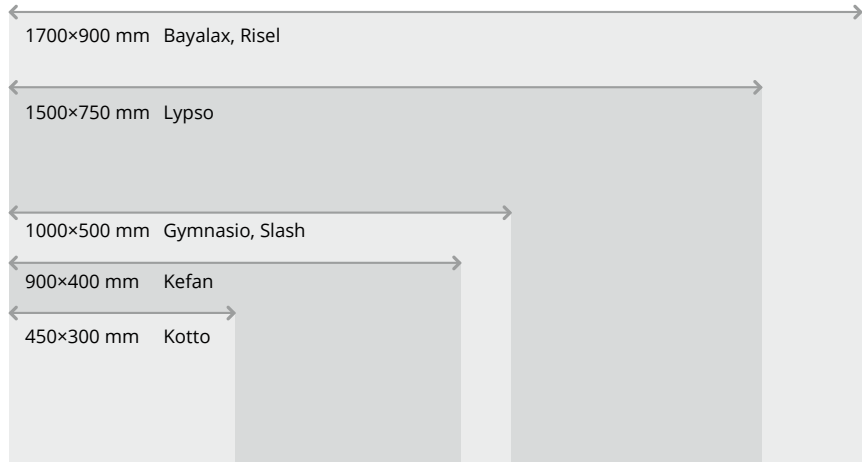 1700×900 mm Bayalax, Risel
1500×750 mm Lypso
1000×500 mm Gymnasio, Slash
900×400 mm Kefan
450×300 mm Kotto